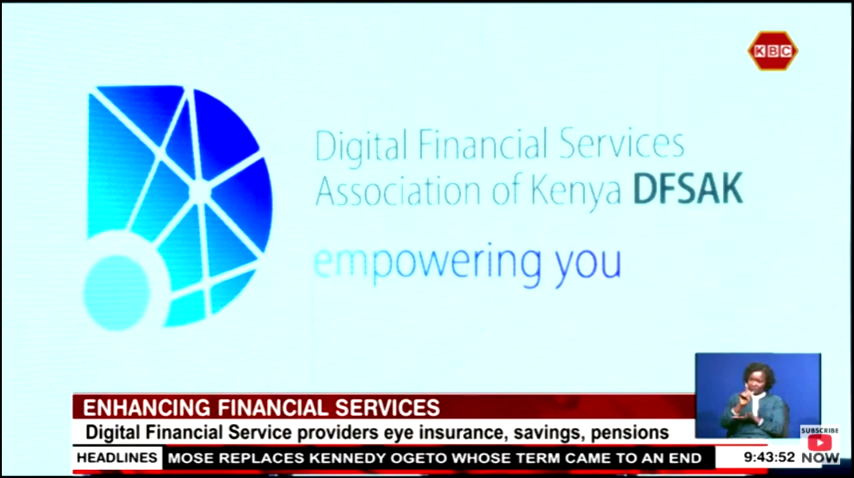 KBC
Digital Financial Services
Association of Kenya DFSAK
empowering you
ENHANCING FINANCIAL SERVICES
Digital Financial Service providers eye insurance, savings, pensions
HEADLINES MOSE REPLACES KENNEDY OGETO WHOSE TERM CAME TO AN END 9:43:52
SUBSCRIBE
NOW